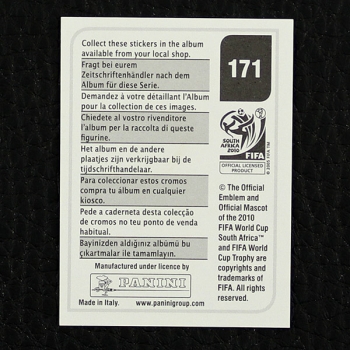 Collect these stickers in the album
available from your local shop.
Fragt bei eurem
Zeitschriftenhändler nach dem
Album für diese Serie.
Demandez à votre détaillant l'Album
pour la collection de ces images.
Chiedete al vostro rivenditore
l'album per la raccolta di queste
figurine.
Het album en de andere
plaatjes zijn verkrijgbaar bij de
tijdschrifthandelaar.
Para coleccionar estos cromos
compra tu album en cualquier
kiosco.
Pede a caderneta desta colecção
de cromos no teu ponto de venda
habitual.
Bayinizden aldığınız albümü bu
çıkartmalar ile tamamlayın.
Manufactured under licence by
PANINI
Made in Italy.
www.paninigroup.com
171
SOUTH AFRICA
2010
FIFA
OFFICIAL LICENSED
PRODUCT
© 2005 FIFA TM
© The Official
Emblem and
Official Mascot
of the 2010
FIFA World Cup
South Africa™
and FIFA World
Cup Trophy are
copyrights and
trademarks of
FIFA. All rights
reserved.